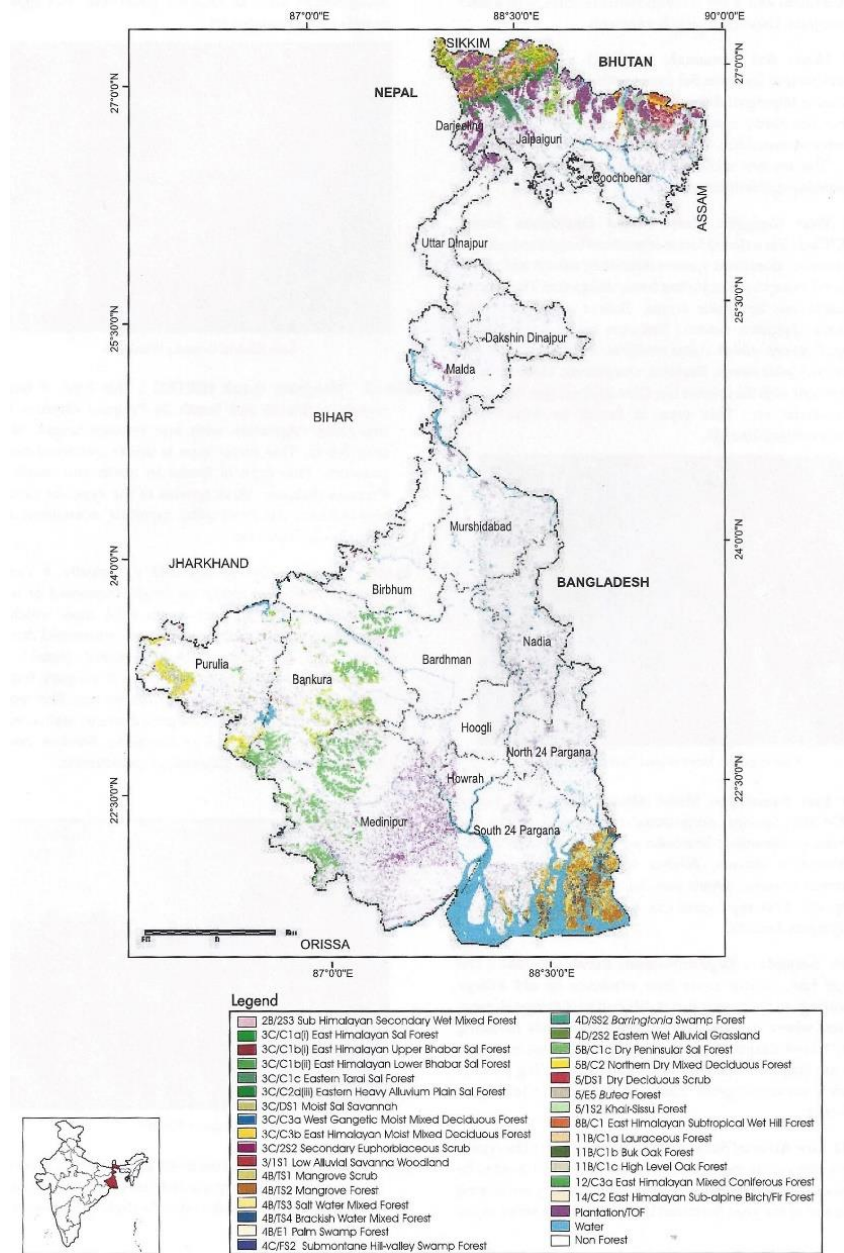 87°0'0"E 88°30'0"E 90°0'0"E
SIKKIM
BHUTAN
NEPAL
27°0'0"N
27°0'0"N
Darjeeling
Jalpaiguri
Coochbehar
ASSAM
Uttar Dinajpur
25°30'0"N
25°30'0"N
Dakshin Dinajpur
Malda
BIHAR
Murshidabad
24°0'0"N
24°0'0"N
JHARKHAND
BANGLADESH
Birbhum
Nadia
Purulia
Bardhman
Bankura
Hoogli
North 24 Pargana
22°30'0"N
22°30'0"N
Howrah
Medinipur
South 24 Pargana
ORISSA
87°0'0"E 88°30'0"E
Legend
2B/2S3 Sub Himalayan Secondary Wet Mixed Forest
3C/C1a(i) East Himalayan Sal Forest
3C/C1b(i) East Himalayan Upper Bhabar Sal Forest
3C/C1b(ii) East Himalayan Lower Bhabar Sal Forest
3C/C1c Eastern Tarai Sal Forest
3C/C2d(iii) Eastern Heavy Alluvium Plain Sal Forest
3C/DS1 Moist Sal Savannah
3C/C3a West Gangetic Moist Mixed Deciduous Forest
3C/C3b East Himalayan Moist Mixed Deciduous Forest
3C/2S2 Secondary Euphorbiaceous Scrub
3/1S1 Low Alluvial Savanna Woodland
4B/TS1 Mangrove Scrub
4B/TS2 Mangrove Forest
4B/TS3 Salt Water Mixed Forest
4B/TS4 Brackish Water Mixed Forest
4B/E1 Palm Swamp Forest
4C/FS2 Submontane Hill-valley Swamp Forest
4D/SS2 Barringtonia Swamp Forest
4D/2S2 Eastern Wet Alluvial Grassland
5B/C1c Dry Peninsular Sal Forest
5B/C2 Northern Dry Mixed Deciduous Forest
5/DS1 Dry Deciduous Scrub
5/E5 Butea Forest
5/1S2 Khair-Sissu Forest
8B/C1 East Himalayan Subtropical Wet Hill Forest
11B/C1a Lauraceous Forest
11B/C1b Buk Oak Forest
11B/C1c High Level Oak Forest
12/C3a East Himalayan Mixed Coniferous Forest
14/C2 East Himalayan Sub-alpine Birch/Fir Forest
Plantation/TOF
Water
Non Forest